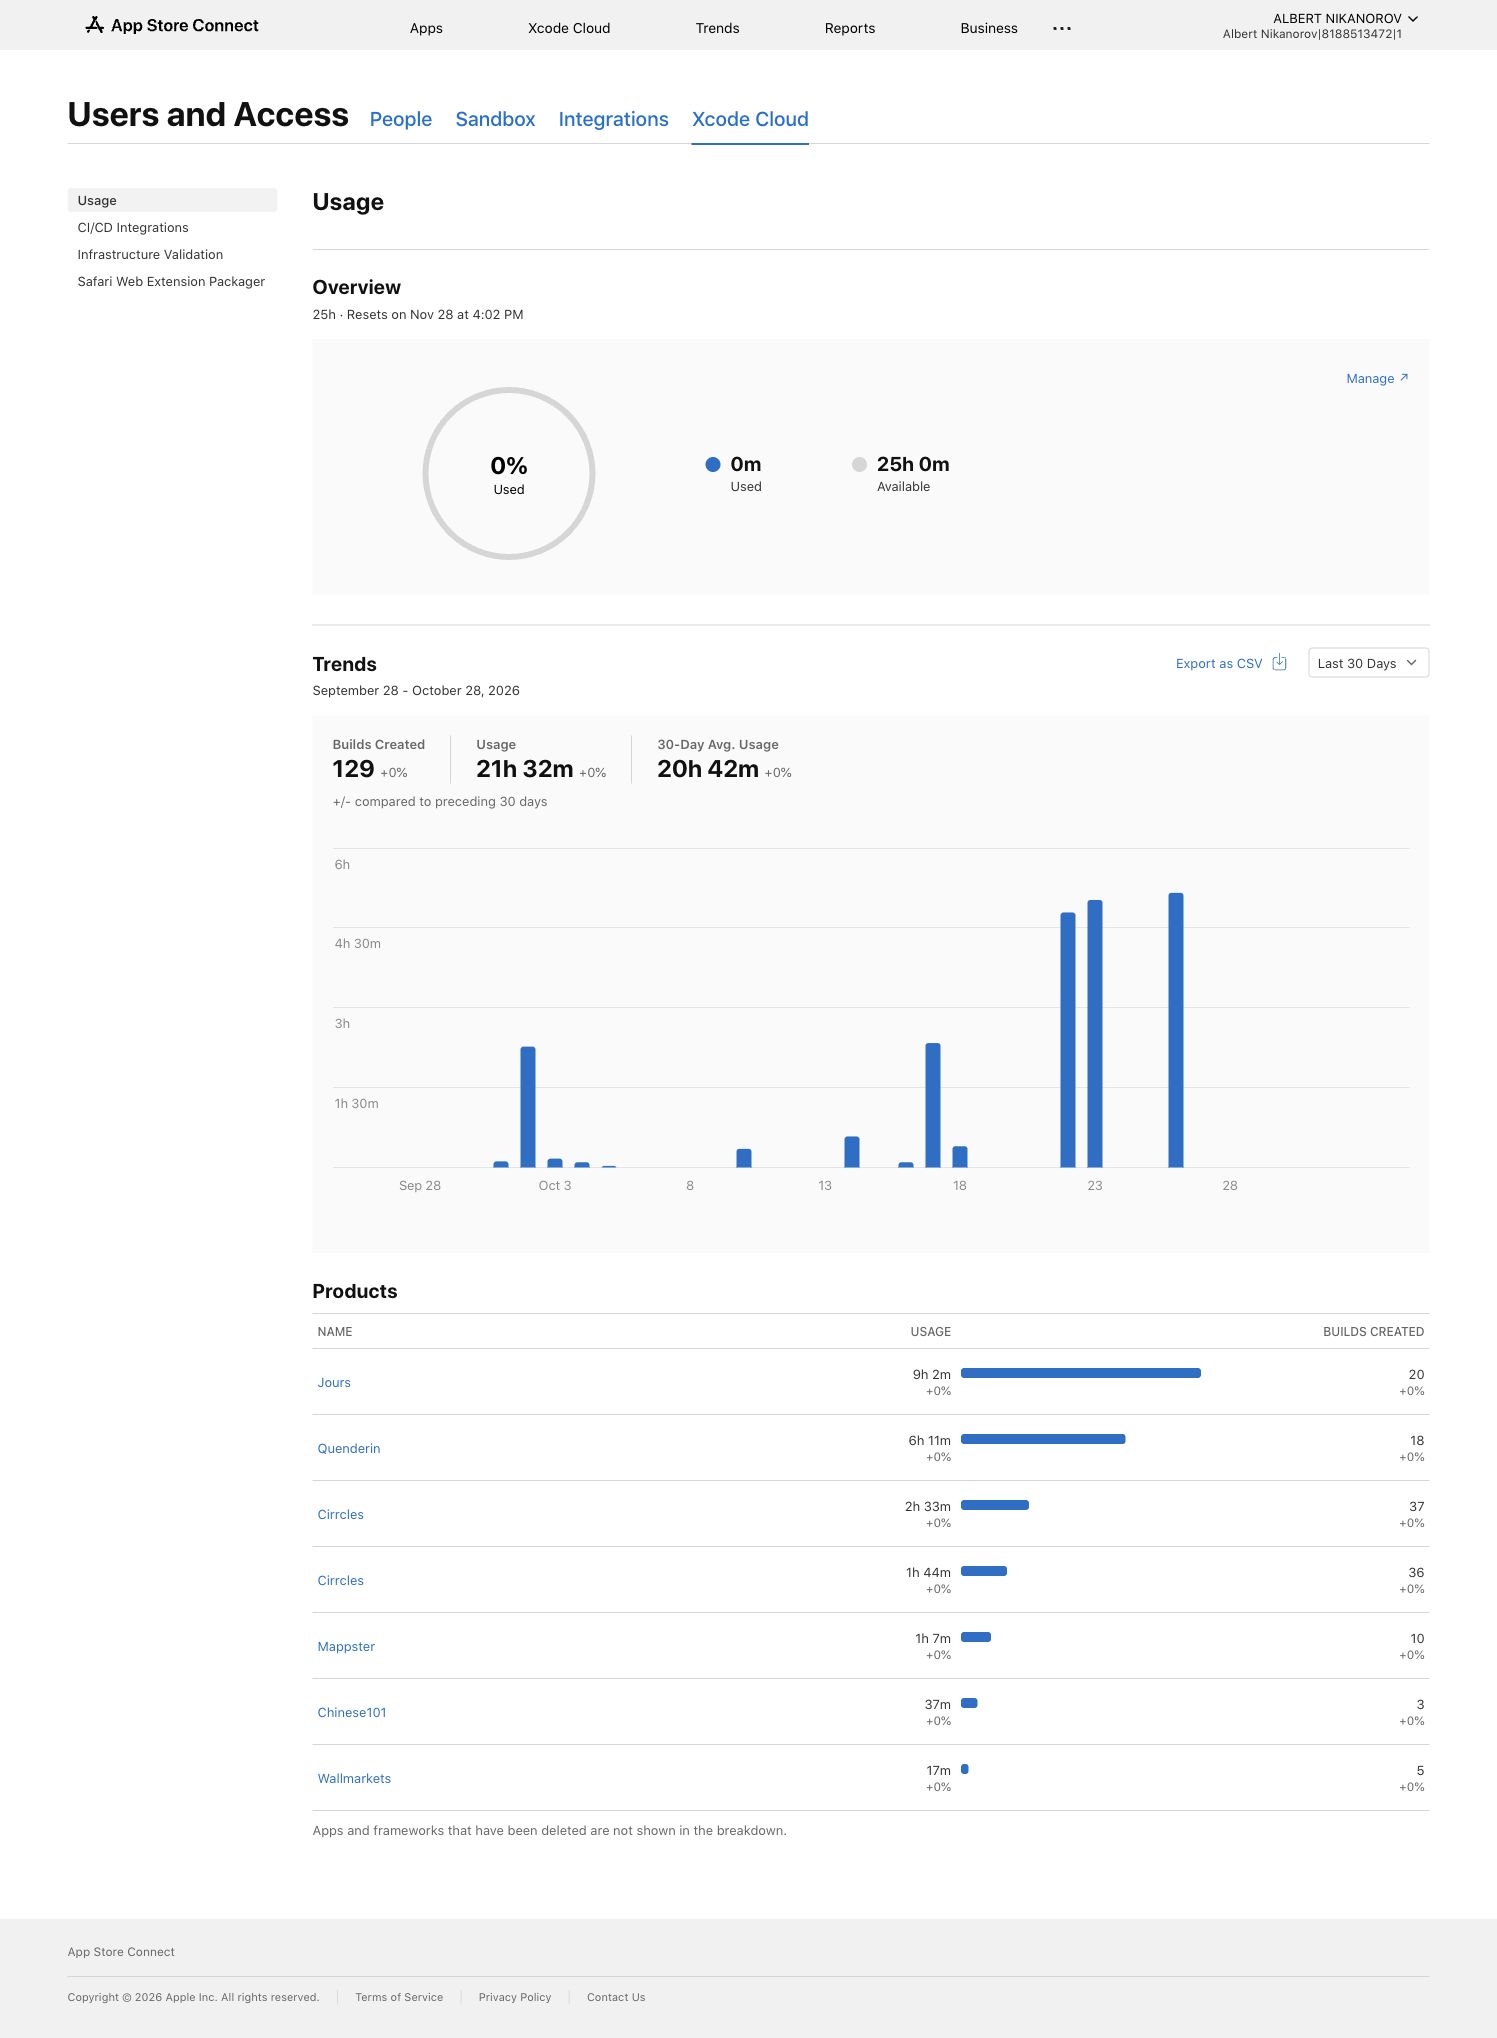 App Store Connect
Apps
Xcode Cloud
Trends
Reports
Business
ALBERT NIKANOROV
Albert Nikanorov|8188513472|1
Users and Access
People
Sandbox
Integrations
Xcode Cloud
Usage
CI/CD Integrations
Infrastructure Validation
Safari Web Extension Packager
Usage
Overview
25h · Resets on Nov 28 at 4:02 PM
Manage ↗
0%
Used
0m
Used
25h 0m
Available
Trends
Export as CSV
Last 30 Days
September 28 - October 28, 2026
Builds Created
129 +0%
Usage
21h 32m +0%
30-Day Avg. Usage
20h 42m +0%
+/- compared to preceding 30 days
6h
4h 30m
3h
1h 30m
Sep 28
Oct 3
8
13
18
23
28
Products
NAME
USAGE
BUILDS CREATED
Jours
9h 2m
+0%
20
+0%
Quenderin
6h 11m
+0%
18
+0%
Cirrcles
2h 33m
+0%
37
+0%
Cirrcles
1h 44m
+0%
36
+0%
Mappster
1h 7m
+0%
10
+0%
Chinese101
37m
+0%
3
+0%
Wallmarkets
17m
+0%
5
+0%
Apps and frameworks that have been deleted are not shown in the breakdown.
App Store Connect
Copyright © 2026 Apple Inc. All rights reserved.
Terms of Service
Privacy Policy
Contact Us